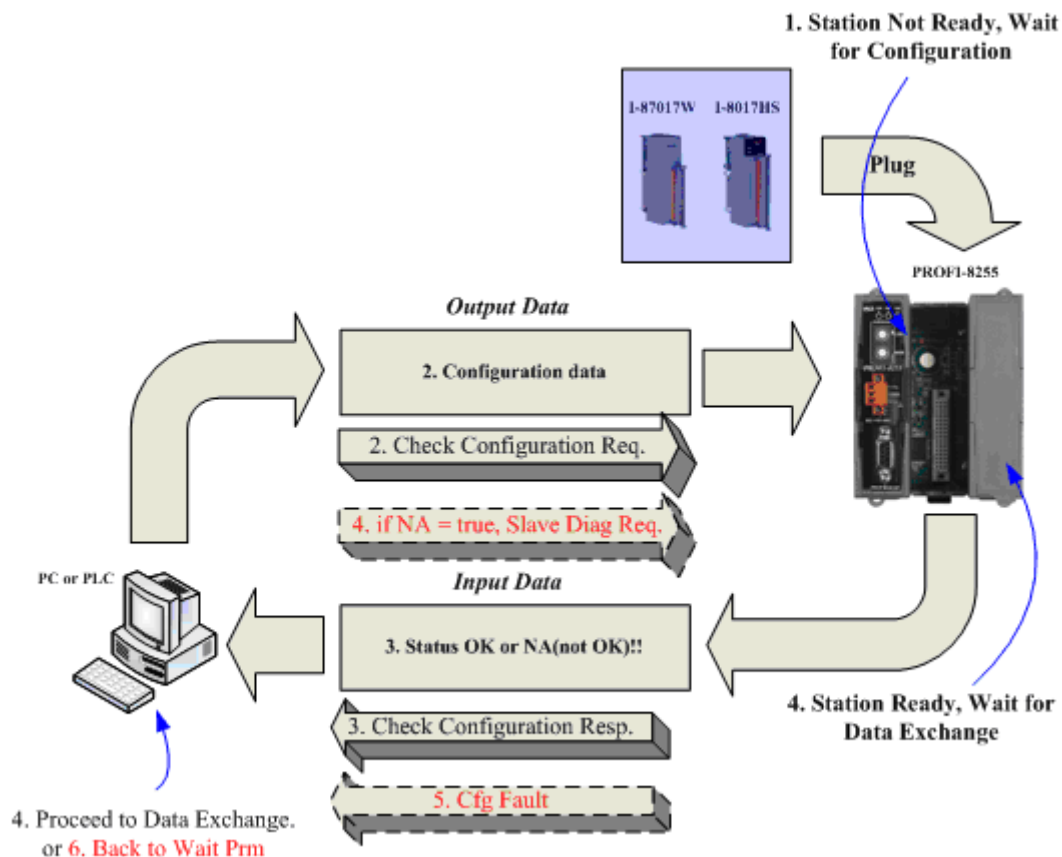 1. Station Not Ready, Wait
for Configuration
I-87017W
I-8017HS
Plug
PROFI-8255
Output Data
2. Configuration data
2. Check Configuration Req.
4. if NA = true, Slave Diag Req.
PC or PLC
Input Data
3. Status OK or NA(not OK)!!
3. Check Configuration Resp.
5. Cfg Fault
4. Station Ready, Wait for
Data Exchange
4. Proceed to Data Exchange.
or 6. Back to Wait Prm